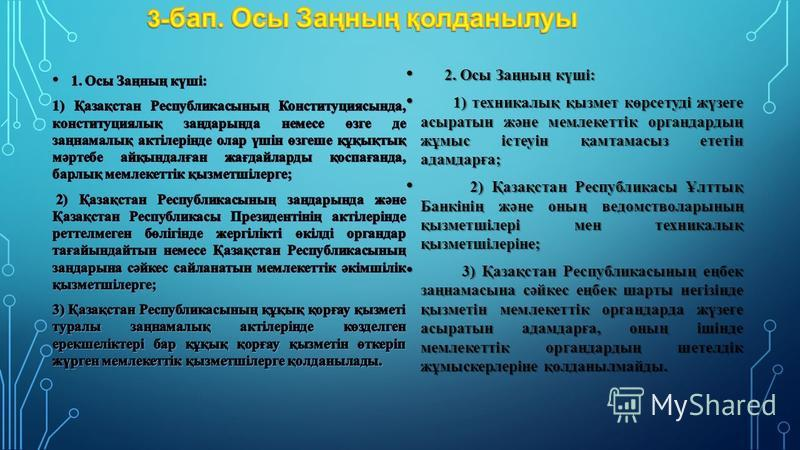 3-бап. Осы Заңның қолданылуы
• 1. Осы Заңның күші:
1) Қазақстан Республикасының Конституциясында,
конституциялық заңдарында немесе өзге де
заңнамалық актілерінде олар үшін өзгеше құқықтық
мәртебе айқындалған жағдайларды қоспағанда,
барлық мемлекеттік қызметшілерге;
2) Қазақстан Республикасының заңдарында және
Қазақстан Республикасы Президентінің актілерінде
реттелмеген бөлігінде жергілікті өкілді органдар
тағайындайтын немесе Қазақстан Республикасының
заңдарына сәйкес сайланатын мемлекеттік әкімшілік
қызметшілерге;
3) Қазақстан Республикасының құқық қорғау қызметі
туралы заңнамалық актілерінде көзделген
ерекшеліктері бар құқық қорғау қызметін өткеріп
жүрген мемлекеттік қызметшілерге қолданылады.
• 2. Осы Заңның күші:
• 1) техникалық қызмет көрсетуді жүзеге
асыратын және мемлекеттік органдардың
жұмыс істеуін қамтамасыз ететін
адамдарға;
• 2) Қазақстан Республикасы Ұлттық
Банкінің және оның ведомстволарының
қызметшілері мен техникалық
қызметшілеріне;
• 3) Қазақстан Республикасының еңбек
заңнамасына сәйкес еңбек шарты негізінде
қызметін мемлекеттік органдарда жүзеге
асыратын адамдарға, оның ішінде
мемлекеттік органдардың шетелдік
жұмыскерлеріне қолданылмайды.
MyShared